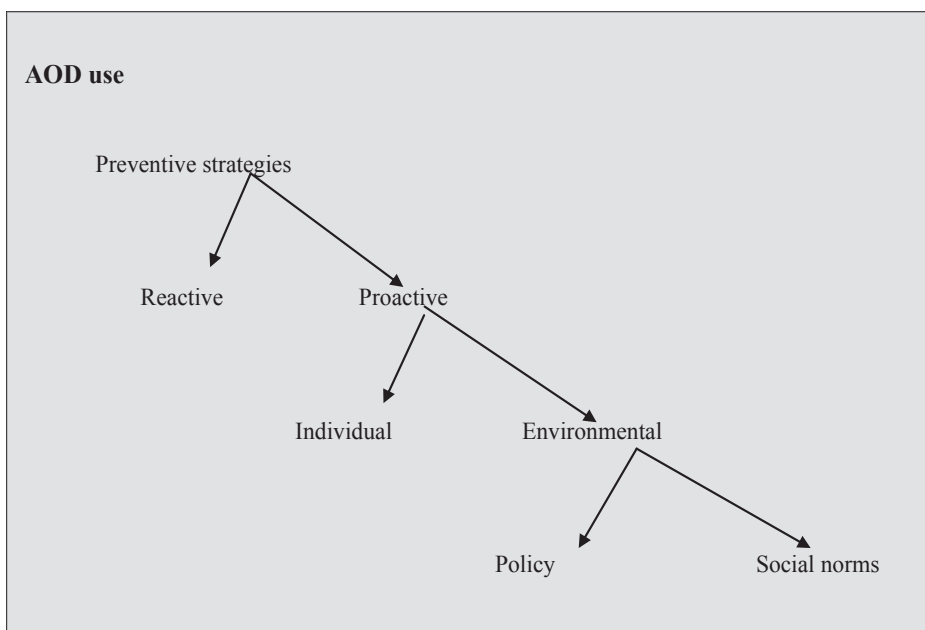 AOD use
Preventive strategies
Reactive Proactive
Individual Environmental
Policy Social norms